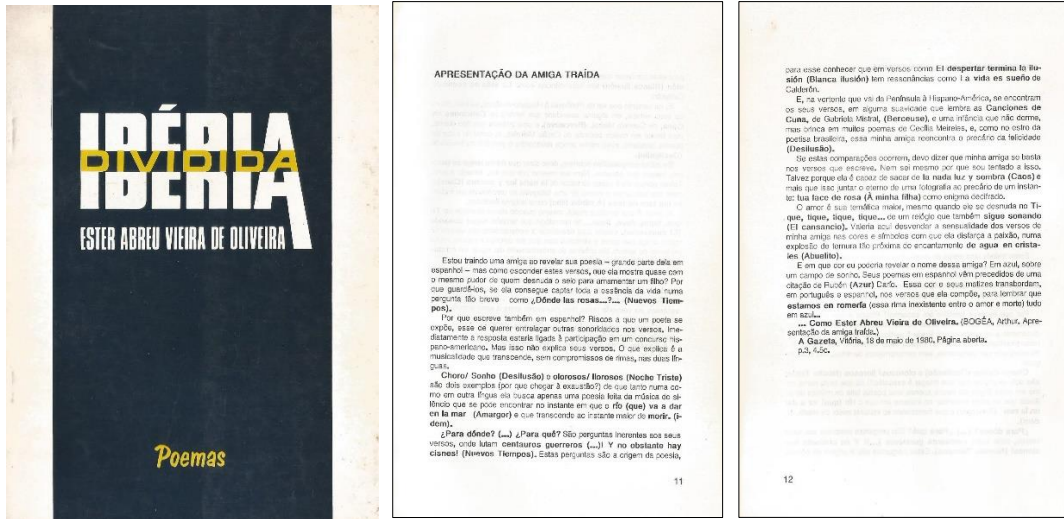 IBÉRIA
DIVIDIDA
IBERIA
ESTER ABREU VIEIRA DE OLIVEIRA
Poemas
APRESENTAÇÃO DA AMIGA TRAÍDA
Estou traindo uma amiga ao revelar sua poesia – grande parte dela em
espanhol – mas como esconder estes versos, que ela mostra quase com
o mesmo pudor de quem desnuda o seio para amamentar um filho? Por
que guardá-los, se ela consegue captar toda a essência da vida numa
pergunta tão breve como ¿Dónde las rosas...?... (Nuevos Tiem-
pos).
Por que escreve também em espanhol? Riscos a que um poeta se
expõe, esse de querer entrelaçar outras sonoridades nos versos. Ime-
diatamente a resposta estaria ligada à participação em um concurso his-
pano-americano. Mas isso não explica seus versos. O que explica é a
musicalidade que transcende, sem compromissos de rimas, nas duas lín-
guas.
Choro/ Sonho (Desilusão) e olorosos/ llorosos (Noche Triste)
são dois exemplos (por que chegar à exaustão?) de que tanto numa co-
mo em outra língua ela busca apenas uma poesia feita da música do si-
lêncio que se pode encontrar no instante em que o río (que) va a dar
en la mar (Amargor) e que transcende ao instante maior de morir. (i-
dem).
¿Para dónde? (...) ¿Para qué? São perguntas inerentes aos seus
versos, onde lutam centauros guerreros (...)! Y no obstante hay
cisnes! (Nuevos Tiempos). Estas perguntas são a origem da poesia,
11
para esse conhecer que em versos como El despertar termina la ilu-
sión (Blanca ilusión) tem ressonâncias como La vida es sueño de
Calderón.
E, na vertente que vai da Península à Hispano-América, se encontram
os seus versos, em alguma suavidade que lembra as Canciones de
Cuna, de Gabriela Mistral, (Berceuse), e uma infância que não dorme,
mas brinca em muitos poemas de Cecília Meireles, e, como no estro da
poetisa brasileira, essa minha amiga reencontra o precário da felicidade
(Desilusão).
Se estas comparações ocorrem, devo dizer que minha amiga se basta
nos versos que escreve. Nem sei mesmo por que sou tentado a isso.
Talvez porque ela é capaz de sacar de la nada luz y sombra (Caos) e
mais que isso juntar o eterno de uma fotografia ao precário de um instan-
te: tua face de rosa (À minha filha) como enigma decifrado.
O amor é sua temática maior, mesmo quando ele se desnuda no Ti-
que, tique, tique, tique... de um relógio que também sigue sonando
(El cansancio). Valeria aqui desvendar a sensualidade dos versos de
minha amiga nas cores e símbolos com que ela disfarça a paixão, numa
explosão de ternura tão próxima do encantamento de agua en crista-
les (Abuelito).
E em que cor eu poderia revelar o nome dessa amiga? Em azul, sobre
um campo de sonho. Seus poemas em espanhol vêm precedidos de uma
citação de Rubén (Azur) Darío. Essa cor e seus matizes transbordam,
em português e espanhol, nos versos que ela compõe, para lembrar que
estamos en romería (essa rima inexistente entre o amor e morte) tudo
em azul...
... Como Ester Abreu Vieira de Oliveira. (BOGÉA, Arthur. Apre-
sentação da amiga traída.)
A Gazeta, Vitória, 18 de maio de 1980. Página aberta.
p.3, 4.5c.
12